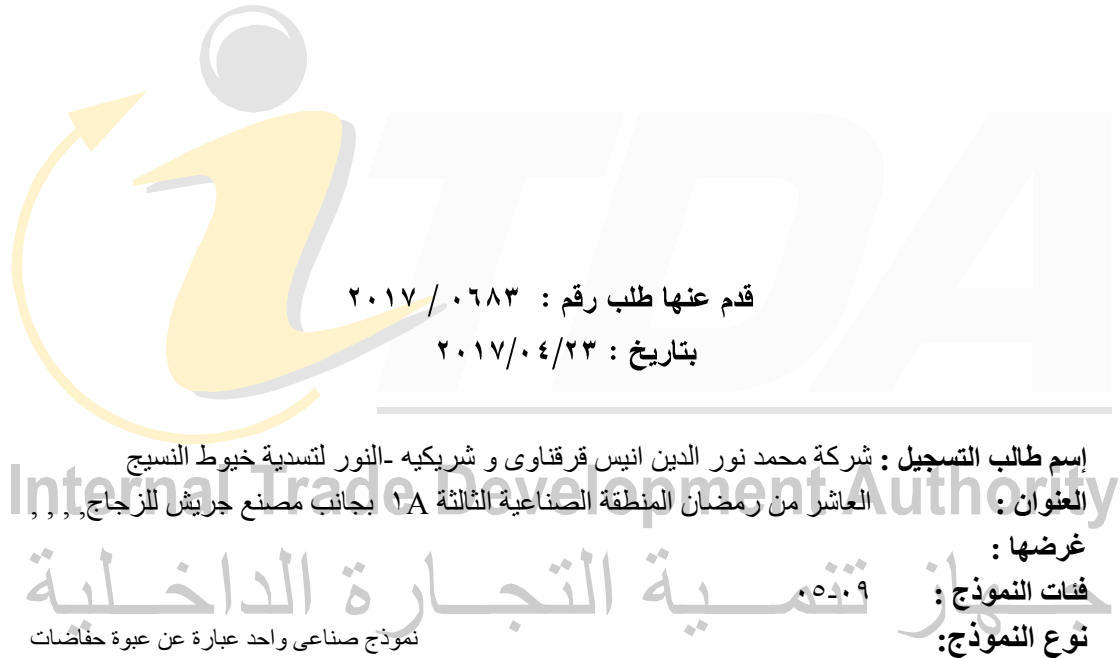 iTDA
قدم عنها طلب رقم : ٠٦٨٣ / ٢٠١٧
بتاريخ : ٢٠١٧/٠٤/٢٣
إسم طالب التسجيل : شركة محمد نور الدين انيس قرقناوى و شريكيه -النور لتسدية خيوط النسيج
Internal Trade Development Authority
العنوان : العاشر من رمضان المنطقة الصناعية الثالثة A١ بجانب مصنع جريش للزجاج, , , ,
غرضها :
جهاز تنمية التجارة الداخلية
فئات النموذج : ٠٩-٠٥
نوع النموذج: نموذج صناعى واحد عبارة عن عبوة حفاضات